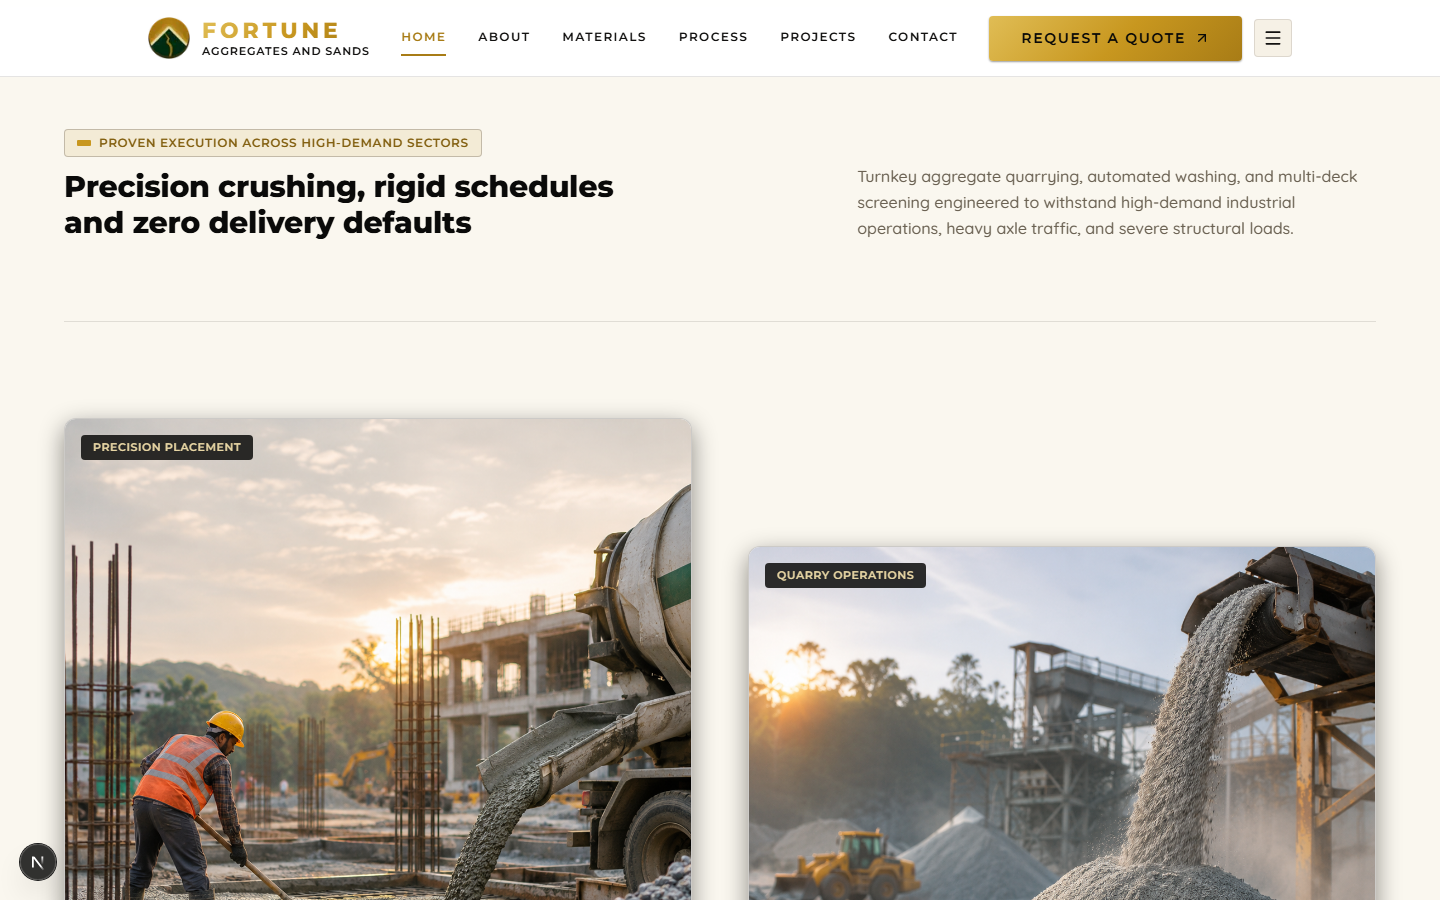 FORTUNE
AGGREGATES AND SANDS
HOME
ABOUT
MATERIALS
PROCESS
PROJECTS
CONTACT
REQUEST A QUOTE
PROVEN EXECUTION ACROSS HIGH-DEMAND SECTORS
Precision crushing, rigid schedules
and zero delivery defaults
Turnkey aggregate quarrying, automated washing, and multi-deck
screening engineered to withstand high-demand industrial
operations, heavy axle traffic, and severe structural loads.
PRECISION PLACEMENT
QUARRY OPERATIONS
N